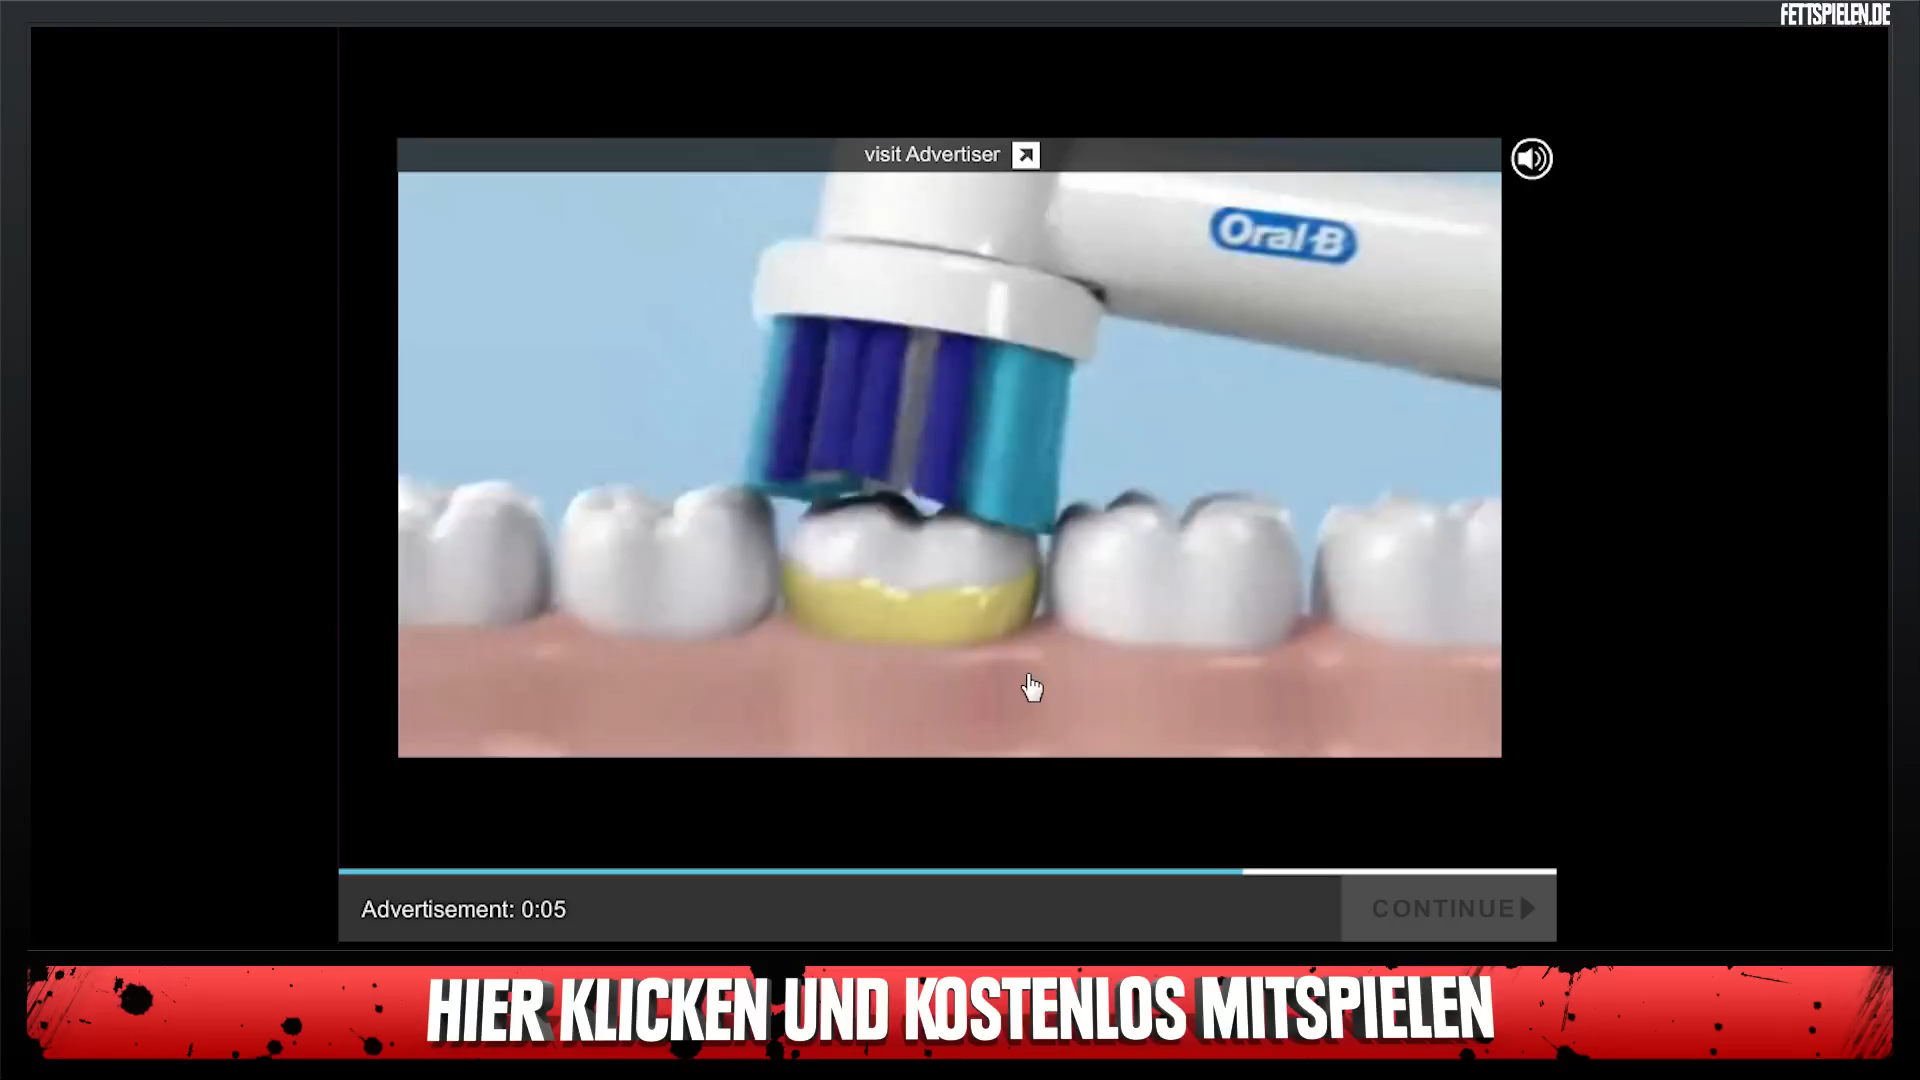 FETTSPIELEN.DE
visit Advertiser
Oral-B
Advertisement: 0:05
CONTINUE
HIER KLICKEN UND KOSTENLOS MITSPIELEN